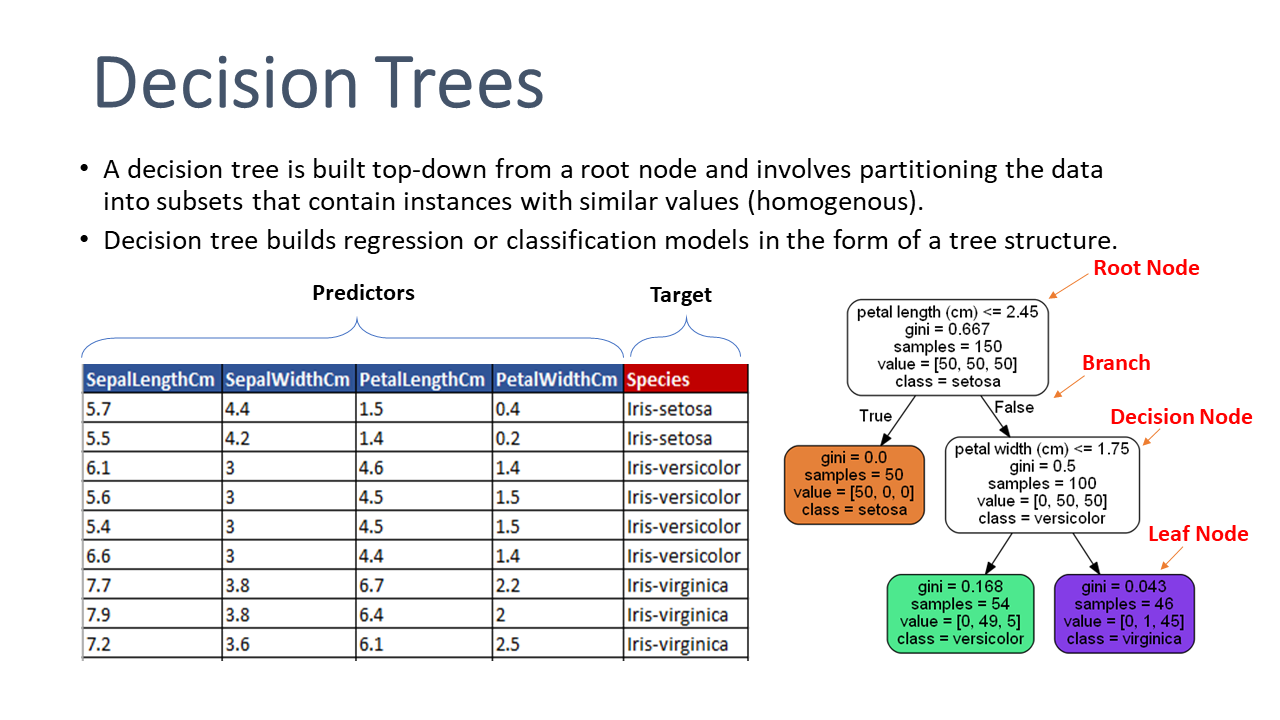 Decision Trees
• A decision tree is built top-down from a root node and involves partitioning the data
into subsets that contain instances with similar values (homogenous).
• Decision tree builds regression or classification models in the form of a tree structure.
Predictors
Target
SepalLengthCm SepalWidthCm PetalLengthCm PetalWidthCm Species
5.7 4.4 1.5 0.4 Iris-setosa
5.5 4.2 1.4 0.2 Iris-setosa
6.1 3 4.6 1.4 Iris-versicolor
5.6 3 4.5 1.5 Iris-versicolor
5.4 3 4.5 1.5 Iris-versicolor
6.6 3 4.4 1.4 Iris-versicolor
7.7 3.8 6.7 2.2 Iris-virginica
7.9 3.8 6.4 2 Iris-virginica
7.2 3.6 6.1 2.5 Iris-virginica
Root Node
petal length (cm) <= 2.45
gini = 0.667
samples = 150
value = [50, 50, 50]
class = setosa
Branch
True
False
Decision Node
gini = 0.0
samples = 50
value = [50, 0, 0]
class = setosa
petal width (cm) <= 1.75
gini = 0.5
samples = 100
value = [0, 50, 50]
class = versicolor
Leaf Node
gini = 0.168
samples = 54
value = [0, 49, 5]
class = versicolor
gini = 0.043
samples = 46
value = [0, 1, 45]
class = virginica